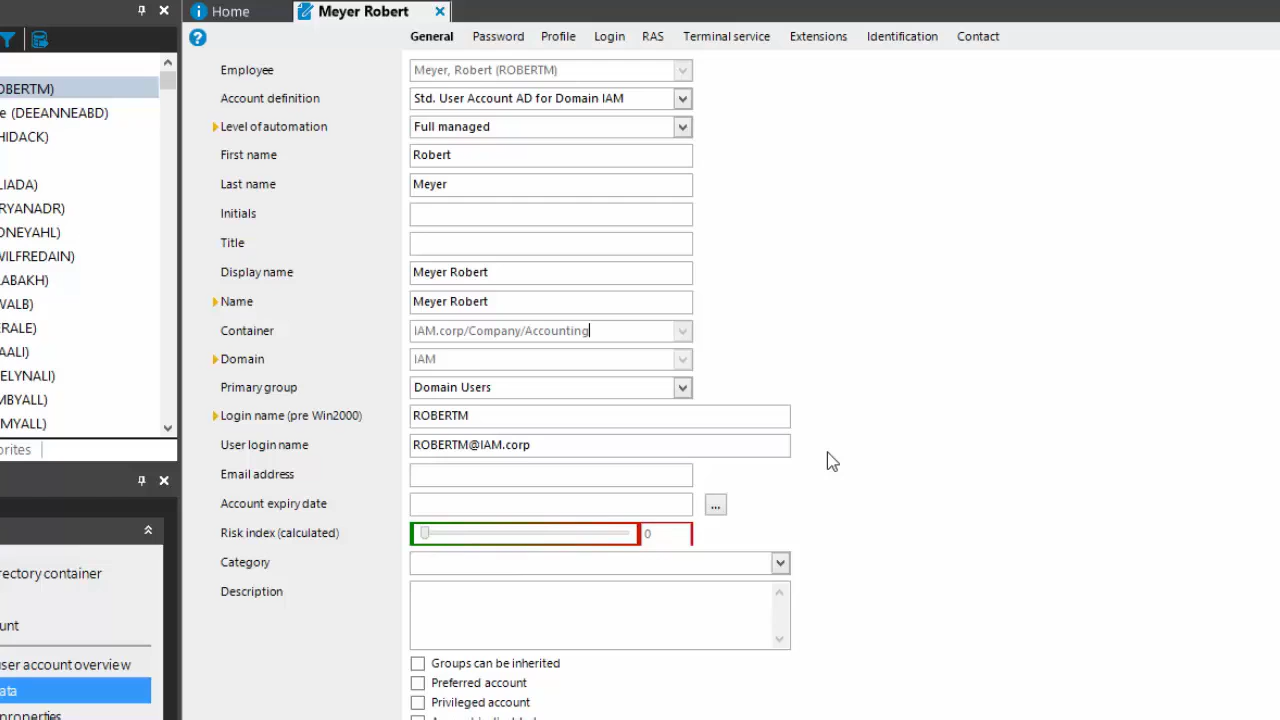 Home
Meyer Robert
General Password Profile Login RAS Terminal service Extensions Identification Contact
OBERTM)
e (DEEANNEABD)
HIDACK)
LIADA)
RYANADR)
ONEYAHL)
WILFREDAIN)
ABAKH)
WALB)
ERALE)
AALI)
ELYNALI)
MBYALL)
MYALL)
orites
rectory container
unt
user account overview
ata
properties
Employee Meyer, Robert (ROBERTM)
Account definition Std. User Account AD for Domain IAM
Level of automation Full managed
First name Robert
Last name Meyer
Initials
Title
Display name Meyer Robert
Name Meyer Robert
Container IAM.corp/Company/Accounting
Domain IAM
Primary group Domain Users
Login name (pre Win2000) ROBERTM
User login name ROBERTM@IAM.corp
Email address
Account expiry date ...
Risk index (calculated) 0
Category
Description
Groups can be inherited
Preferred account
Privileged account